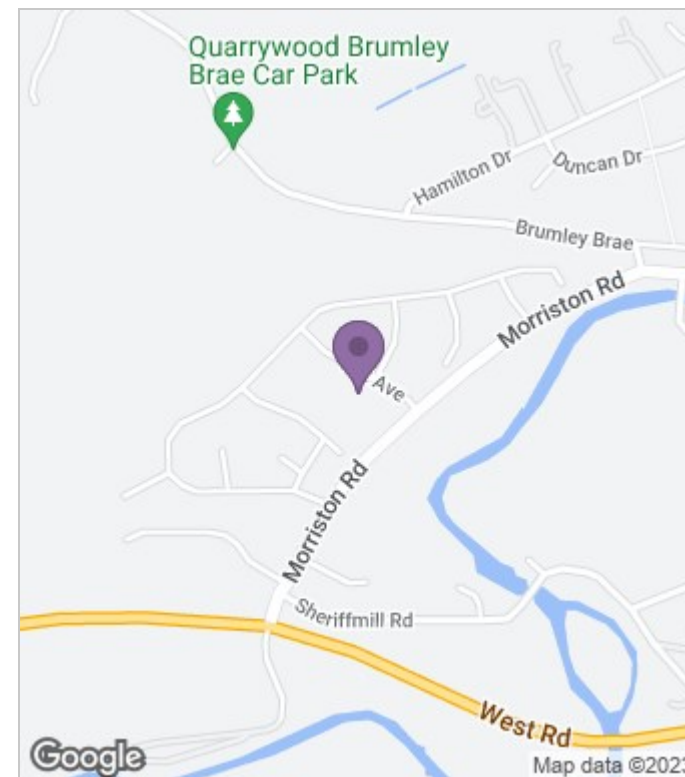 Quarrywood Brumley
Brae Car Park
Hamilton Dr
Duncan Dr
Brumley Brae
Morriston Rd
Ave
Morriston Rd
Sheriffmill Rd
West Rd
Google
Map data ©2023